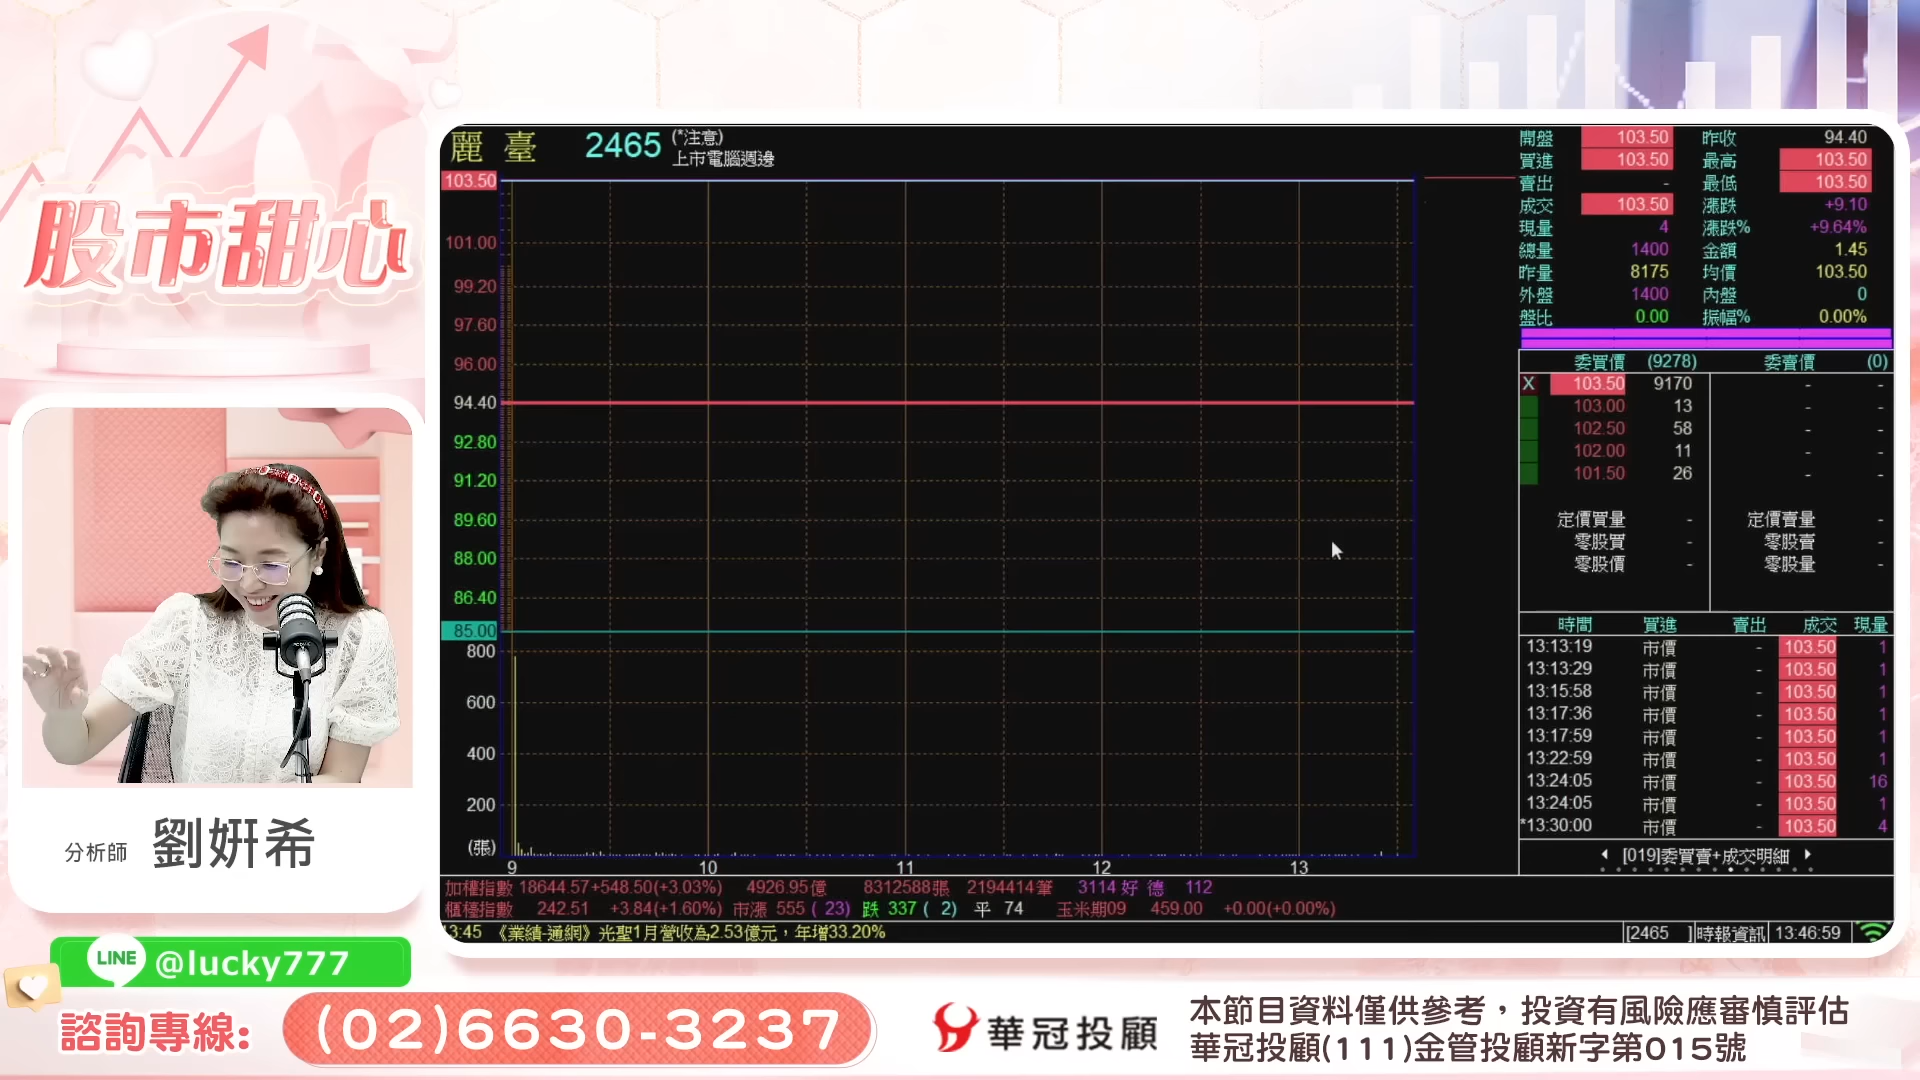 股市甜心
分析師 劉妍希
LINE @lucky777
諮詢專線: (02)6630-3237
華冠投顧
本節目資料僅供參考，投資有風險應審慎評估
華冠投顧(111)金管投顧新字第015號
麗臺 2465 (*注意)
上市電腦週邊
103.50
101.00
99.20
97.60
96.00
94.40
92.80
91.20
89.60
88.00
86.40
85.00
800
600
400
200
(張)
9 10 11 12 13
開盤 103.50 昨收 94.40
買進 103.50 最高 103.50
賣出 - 最低 103.50
成交 103.50 漲跌 +9.10
現量 4 漲跌% +9.64%
總量 1400 金額 1.45
昨量 8175 均價 103.50
外盤 1400 內盤 0
盤比 0.00 振幅% 0.00%
委買價 (9278) 委賣價 (0)
X 103.50 9170 - -
103.00 13 - -
102.50 58 - -
102.00 11 - -
101.50 26 - -
定價買量 - 定價賣量 -
零股買 - 零股賣 -
零股價 - 零股量 -
時間 買進 賣出 成交 現量
13:13:19 市價 - 103.50 1
13:13:29 市價 - 103.50 1
13:15:58 市價 - 103.50 1
13:17:36 市價 - 103.50 1
13:17:59 市價 - 103.50 1
13:22:59 市價 - 103.50 1
13:24:05 市價 - 103.50 16
13:24:05 市價 - 103.50 1
*13:30:00 市價 - 103.50 4
[019]委買賣+成交明細
加權指數 18644.57+548.50(+3.03%) 4926.95億 8312588張 2194414筆 3114 好德 112
櫃檯指數 242.51 +3.84(+1.60%) 市漲 555 ( 23) 跌 337 ( 2) 平 74 玉米期09 459.00 +0.00(+0.00%)
13:45 《業績-通網》光聖1月營收為2.53億元，年增33.20%
[2465 ] 時報資訊 13:46:59